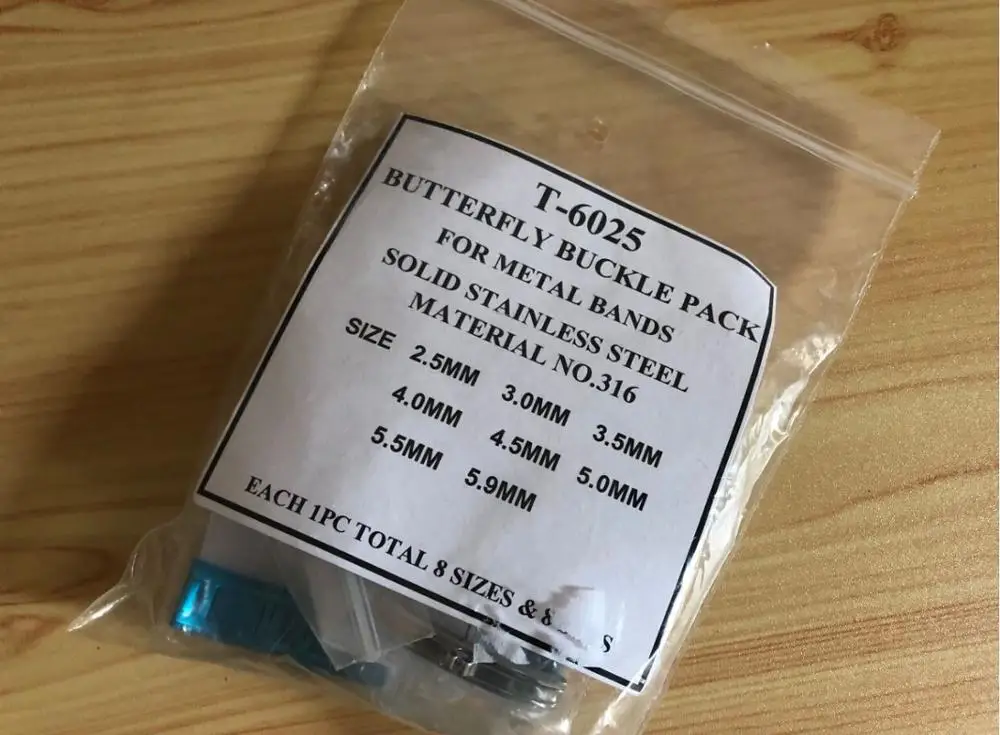 T-6025
BUTTERFLY BUCKLE PACK
FOR METAL BANDS
SOLID STAINLESS STEEL
MATERIAL NO.316
SIZE 2.5MM 3.0MM 3.5MM
4.0MM 4.5MM 5.0MM
5.5MM 5.9MM
EACH 1PC TOTAL 8 SIZES &